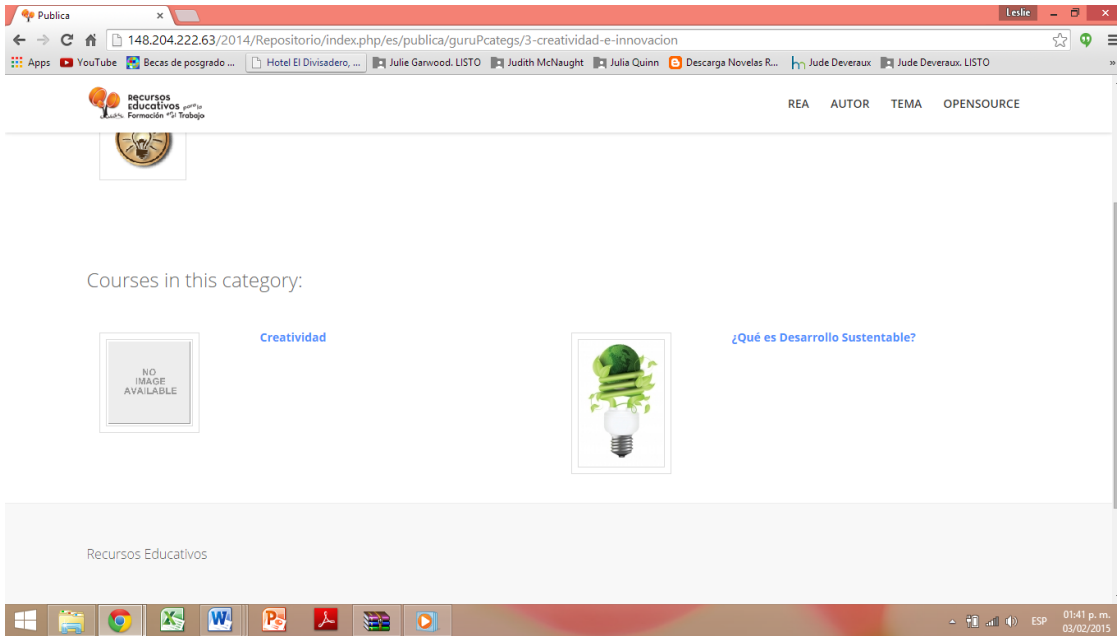 Publica
Leslie
148.204.222.63/2014/Repositorio/index.php/es/publica/guruPcategs/3-creatividad-e-innovacion
Apps YouTube Becas de posgrado ... Hotel El Divisadero, ... Julie Garwood. LISTO Judith McNaught Julia Quinn Descarga Novelas R... Jude Deveraux Jude Deveraux. LISTO »
Recursos
Educativos para la
Formación en el Trabajo
REA AUTOR TEMA OPENSOURCE
Courses in this category:
Creatividad
¿Qué es Desarrollo Sustentable?
NO
IMAGE
AVAILABLE
Recursos Educativos
ESP
01:41 p. m.
03/02/2015